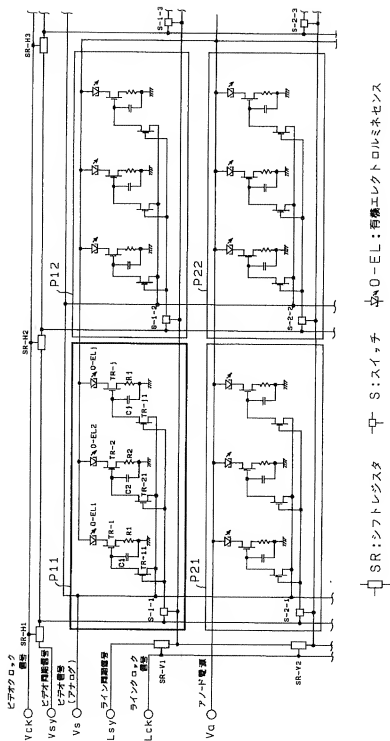 ビデオクロック信号
Vck
SR-H1
SR-H2
SR-H3
ビデオ同期信号
Vsy
ビデオ信号
(アナログ)
Vs
ライン同期信号
Lsy
ラインクロック信号
Lck
アノード電源
Va
SR-V1
SR-V2
P11
O-EL1
TR-1
C1
R1
TR-11
O-EL2
TR-2
C2
R2
TR-21
O-ELj
TR-j
Cj
Rj
TR-j1
S-1-1
P12
S-1-2
S-1-3
P21
S-2-1
P22
S-2-2
S-2-3
SR:シフトレジスタ
S:スイッチ
O-EL:有機エレクトロルミネセンス